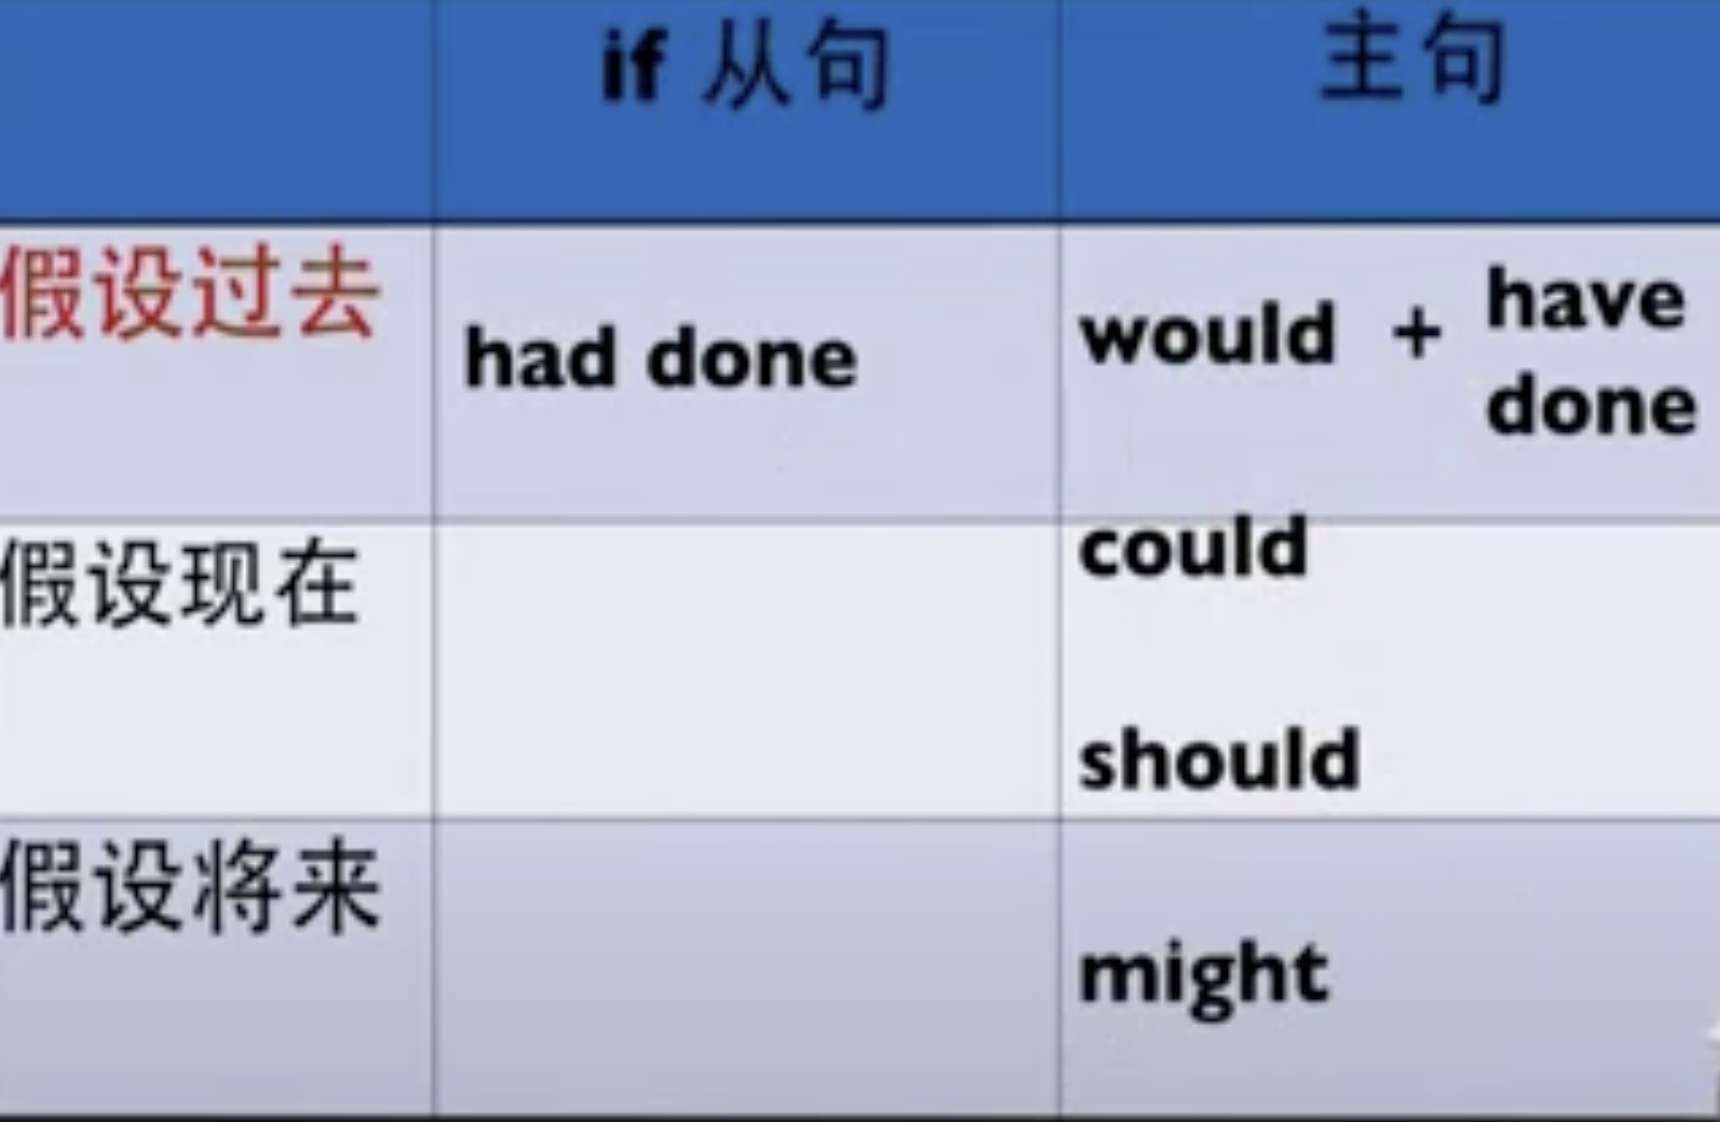 if 从句
主句
假设过去
had done
would + have done
假设现在
could
should
假设将来
might